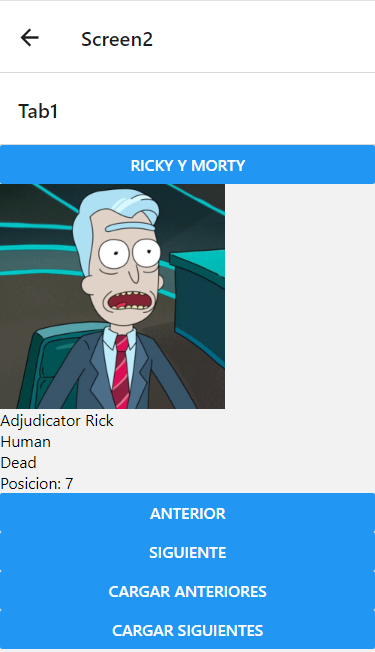 Screen2
Tab1
RICKY Y MORTY
Adjudicator Rick
Human
Dead
Posicion: 7
ANTERIOR
SIGUIENTE
CARGAR ANTERIORES
CARGAR SIGUIENTES